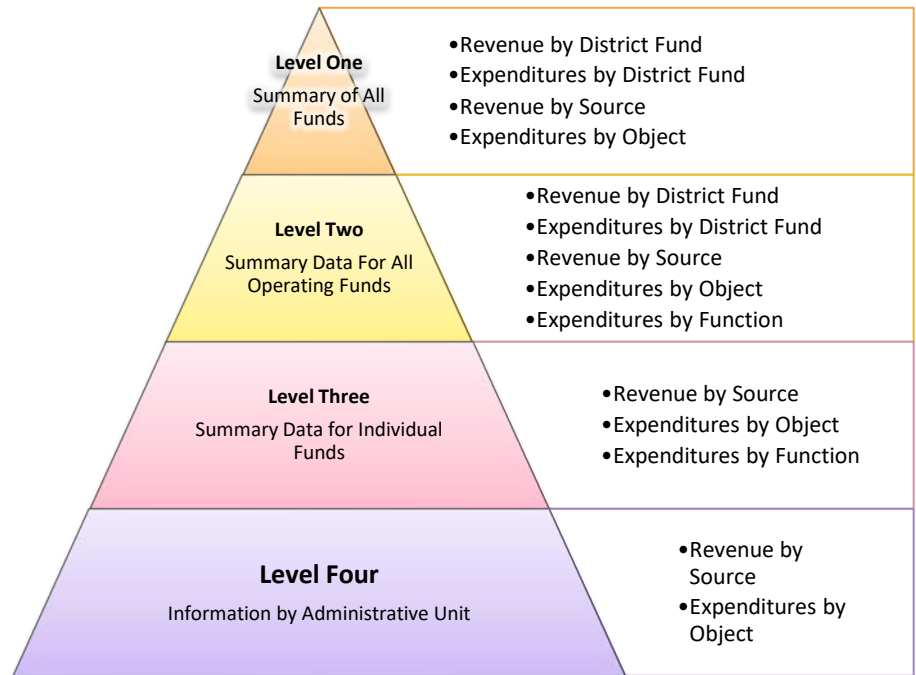 Level One
Summary of All
Funds
•Revenue by District Fund
•Expenditures by District Fund
•Revenue by Source
•Expenditures by Object
Level Two
Summary Data For All
Operating Funds
•Revenue by District Fund
•Expenditures by District Fund
•Revenue by Source
•Expenditures by Object
•Expenditures by Function
Level Three
Summary Data for Individual
Funds
•Revenue by Source
•Expenditures by Object
•Expenditures by Function
Level Four
Information by Administrative Unit
•Revenue by
Source
•Expenditures by
Object